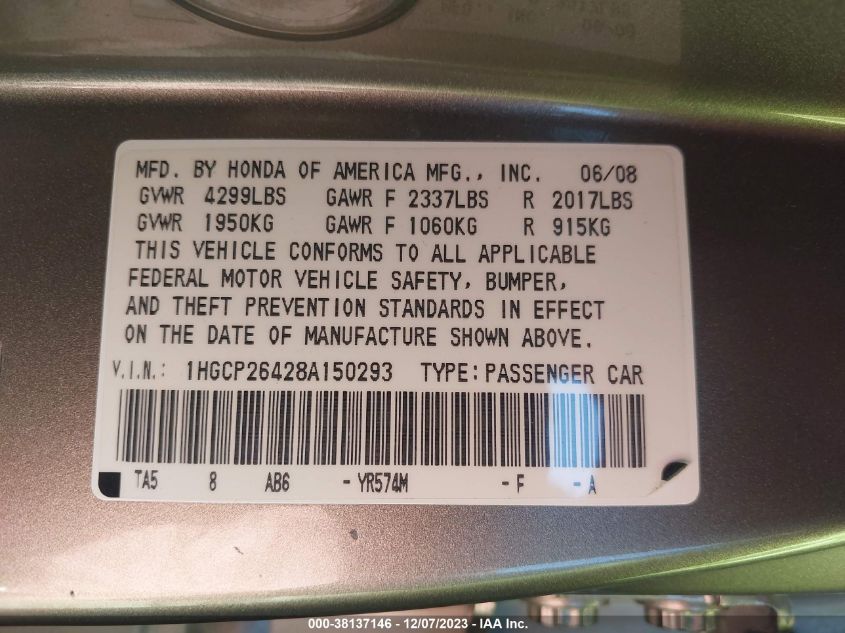 MFD. BY HONDA OF AMERICA MFG., INC. 06/08
GVWR 4299LBS GAWR F 2337LBS R 2017LBS
GVWR 1950KG GAWR F 1060KG R 915KG
THIS VEHICLE CONFORMS TO ALL APPLICABLE
FEDERAL MOTOR VEHICLE SAFETY, BUMPER,
AND THEFT PREVENTION STANDARDS IN EFFECT
ON THE DATE OF MANUFACTURE SHOWN ABOVE.
V.I.N.: 1HGCP26428A150293 TYPE:PASSENGER CAR
TA5 8 AB6 -YR574M -F -A
000-38137146 - 12/07/2023 - IAA Inc.